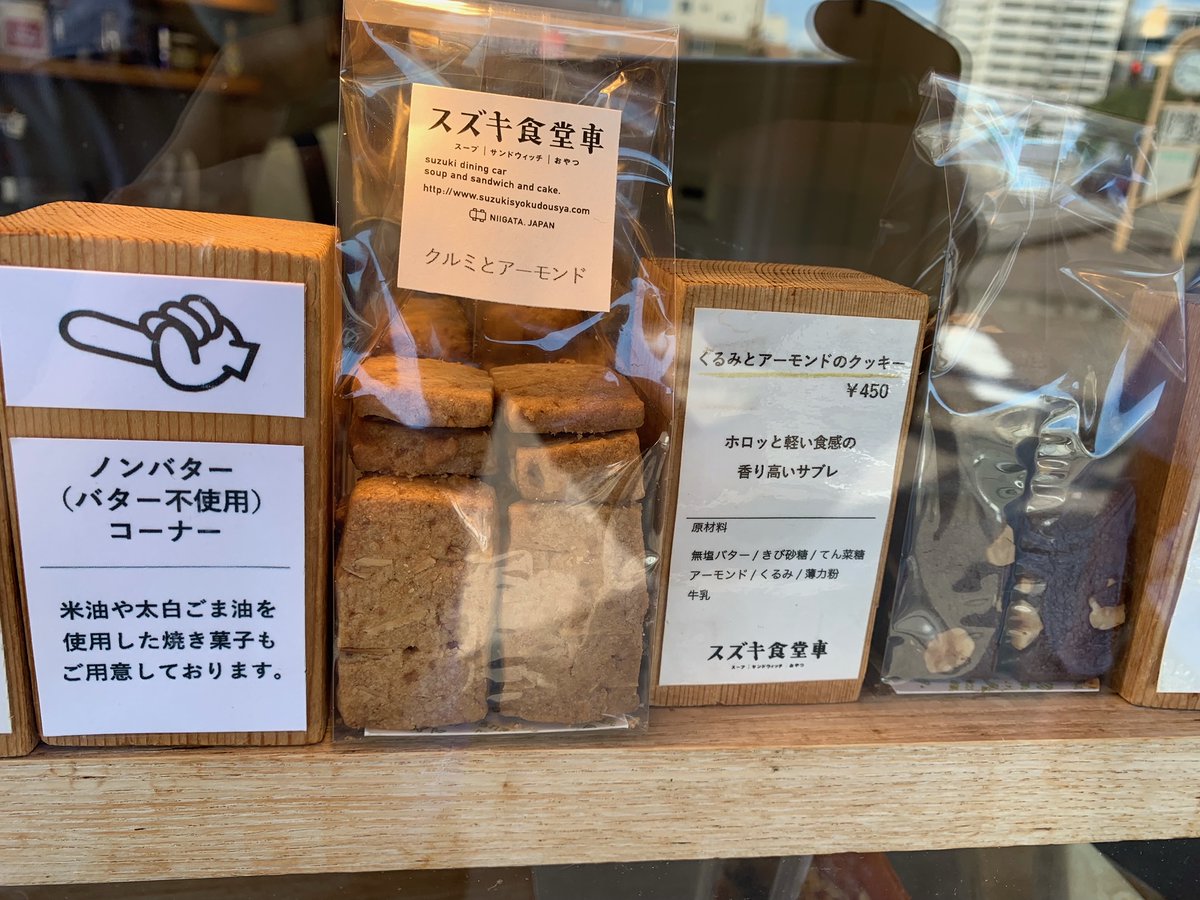 ノンバター
（バター不使用）
コーナー
米油や太白ごま油を
使用した焼き菓子も
ご用意しております。
スズキ食堂車
スープ｜サンドウィッチ｜おやつ
suzuki dining car
soup and sandwich and cake.
http://www.suzukisyokudousya.com
NIIGATA. JAPAN
クルミとアーモンド
くるみとアーモンドのクッキー
¥450
ホロッと軽い食感の
香り高いサブレ
原材料
無塩バター / きび砂糖 / てん菜糖
アーモンド / くるみ / 薄力粉
牛乳
スズキ食堂車
スープ｜サンドウィッチ｜おやつ